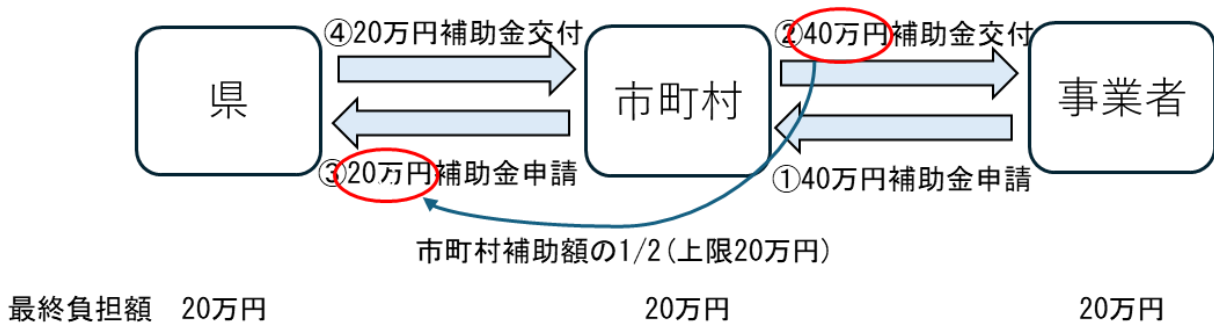 ④20万円補助金交付
②40万円補助金交付
県
市町村
事業者
③20万円補助金申請
①40万円補助金申請
市町村補助額の1/2(上限20万円)
最終負担額 20万円 20万円 20万円